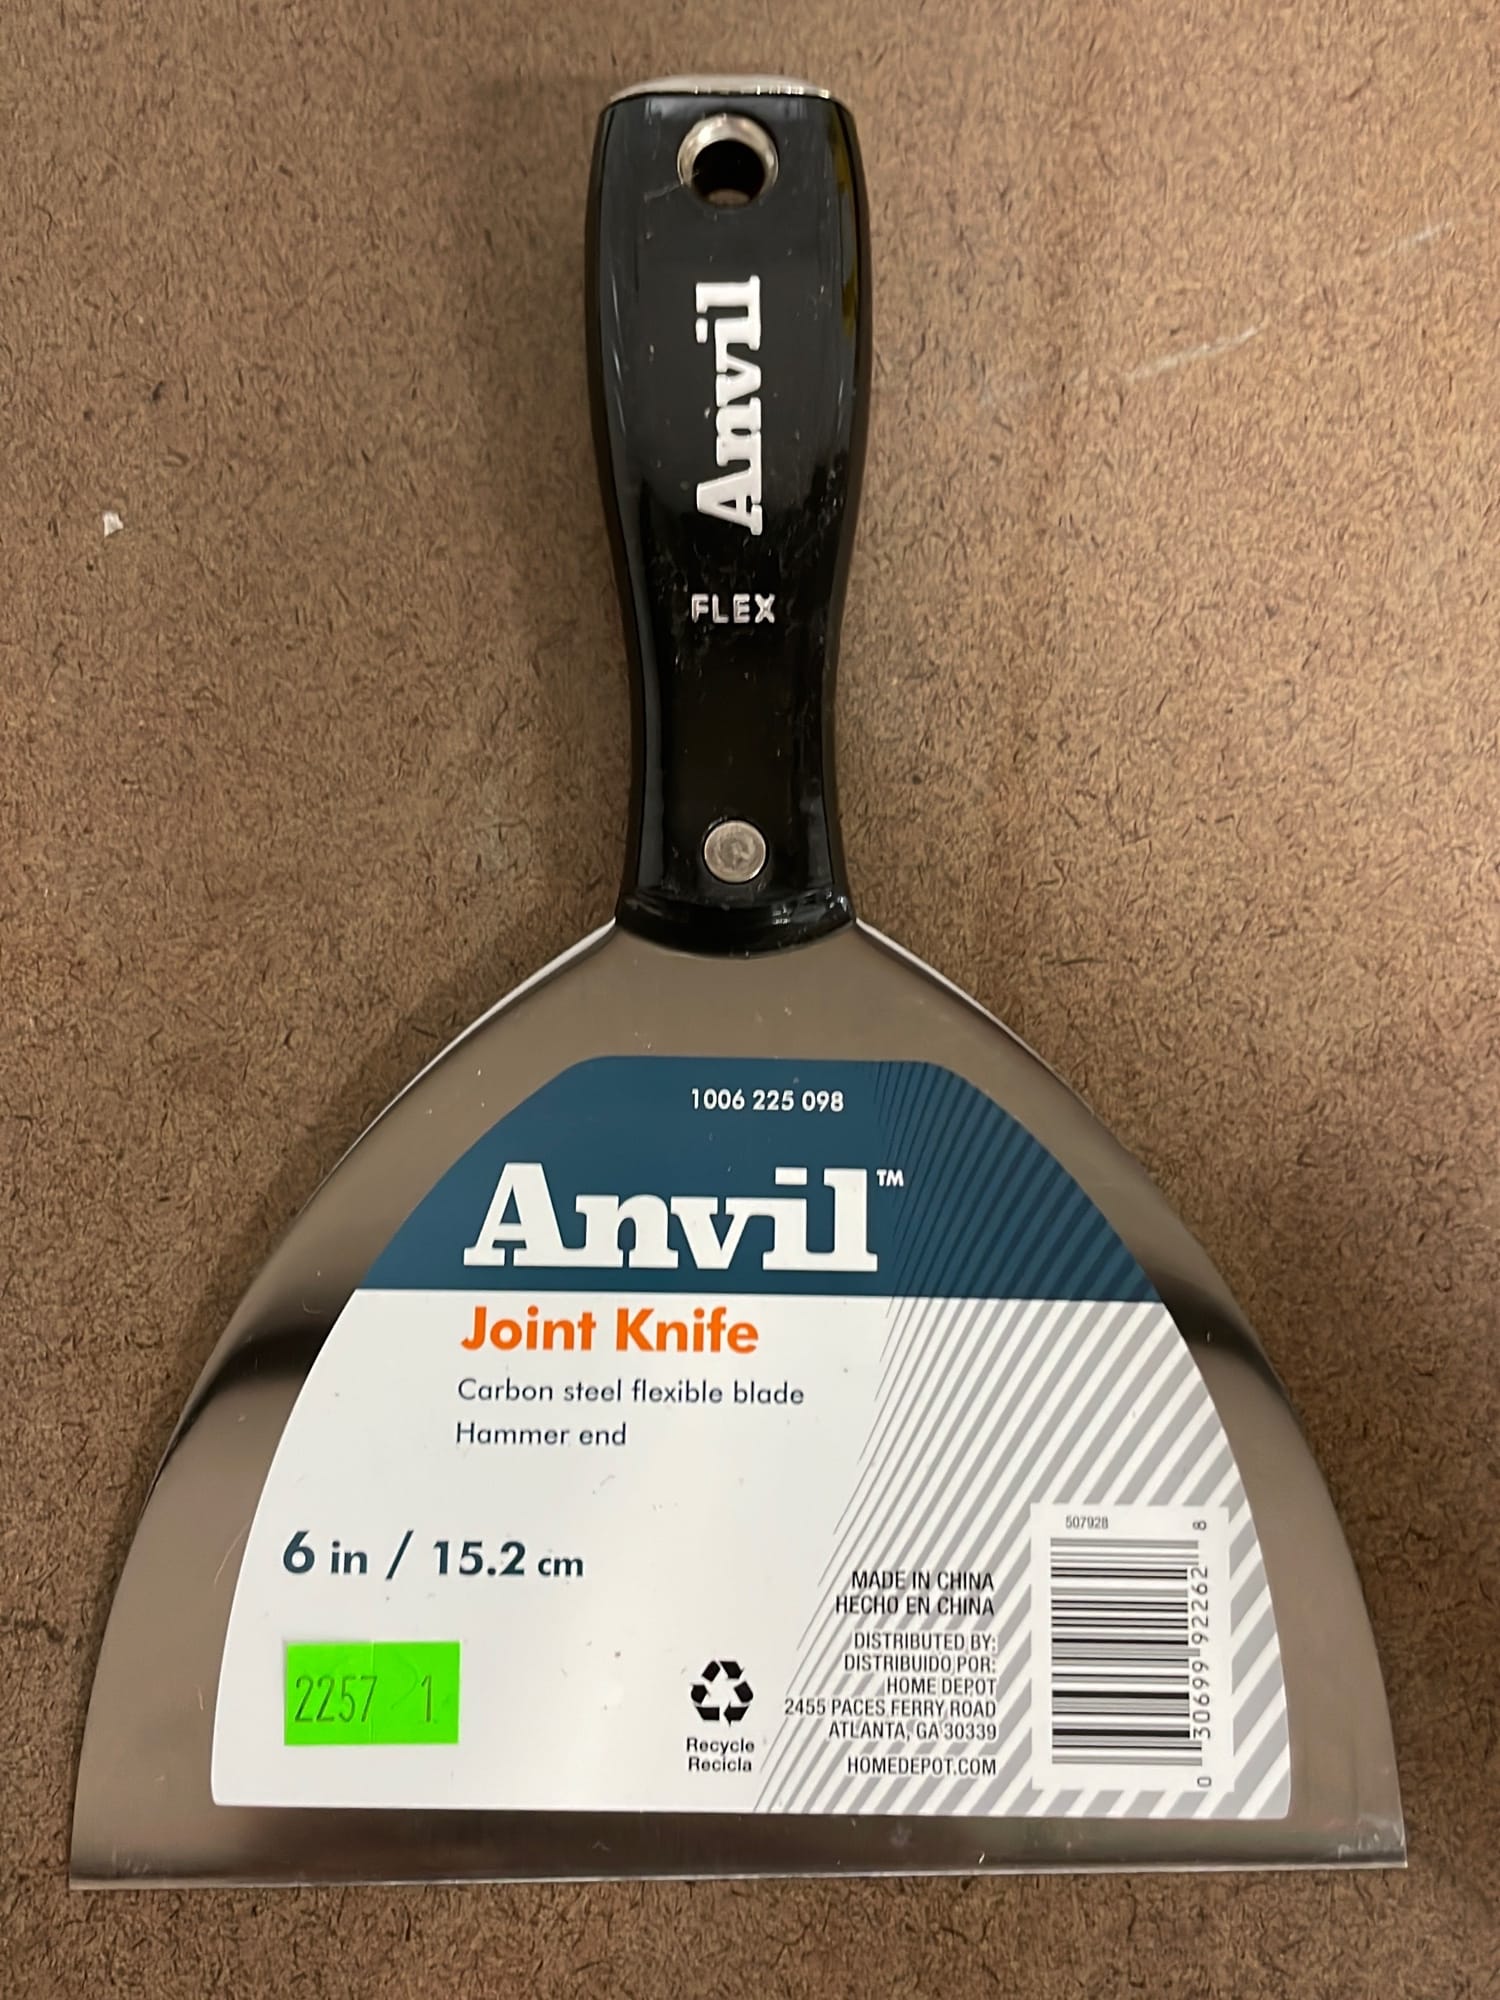 Anvil
FLEX
1006 225 098
Anvil™
Joint Knife
Carbon steel flexible blade
Hammer end
6 in / 15.2 cm
2257 1
Recycle
Recicla
MADE IN CHINA
HECHO EN CHINA
DISTRIBUTED BY:
DISTRIBUIDO POR:
HOME DEPOT
2455 PACES FERRY ROAD
ATLANTA, GA 30339
HOMEDEPOT.COM
507928
0 30699 92262 8